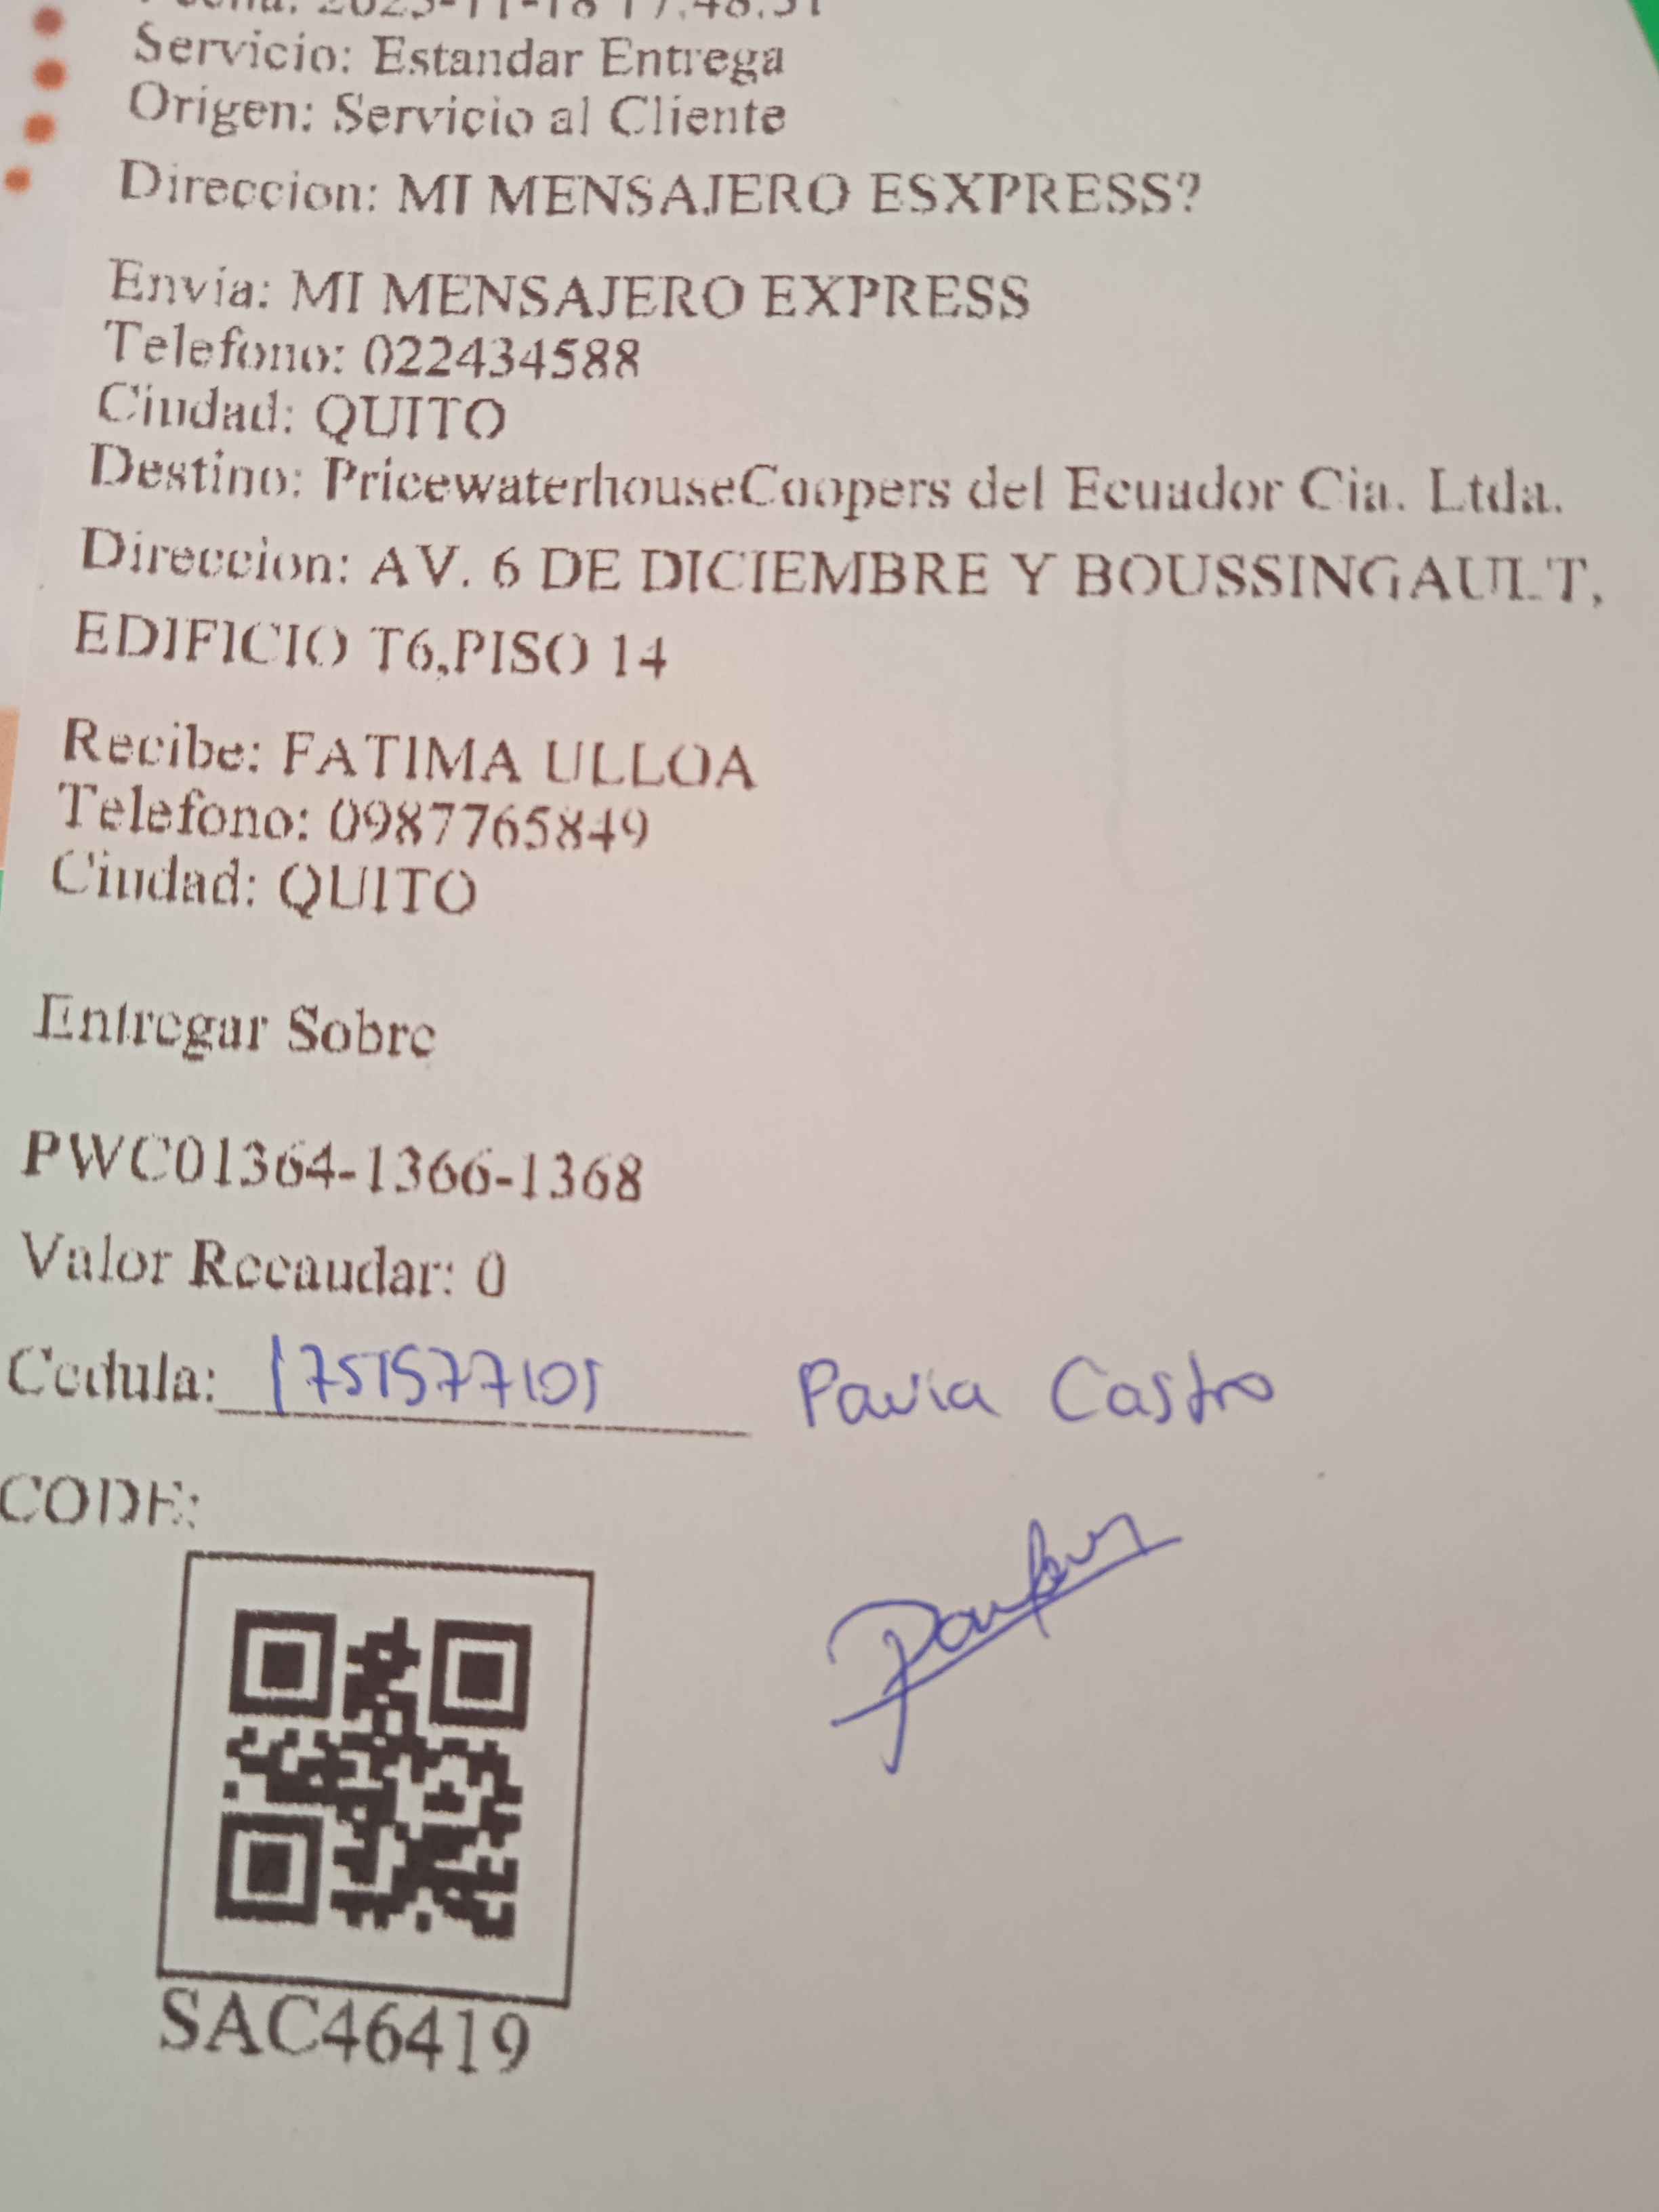 Servicio: Estandar Entrega
Origen: Servicio al Cliente
Direccion: MI MENSAJERO ESXPRESS?
Envia: MI MENSAJERO EXPRESS
Telefono: 022434588
Ciudad: QUITO
Destino: PricewaterhouseCoopers del Ecuador Cia. Ltda.
Direccion: AV. 6 DE DICIEMBRE Y BOUSSINGAULT,
EDIFICIO T6,PISO 14
Recibe: FATIMA ULLOA
Telefono: 0987765849
Ciudad: QUITO
Entregar Sobre
PWC01364-1366-1368
Valor Recaudar: 0
Cedula: 1751577105 Castro
CODE:
SAC46419